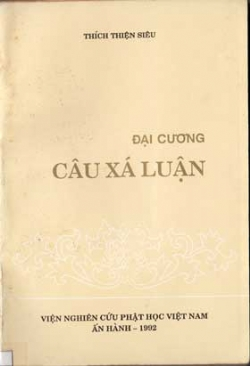 THÍCH THIỆN SIÊU
ĐẠI CƯƠNG
CÂU XÁ LUẬN
VIỆN NGHIÊN CỨU PHẬT HỌC VIỆT NAM
ẤN HÀNH – 1992